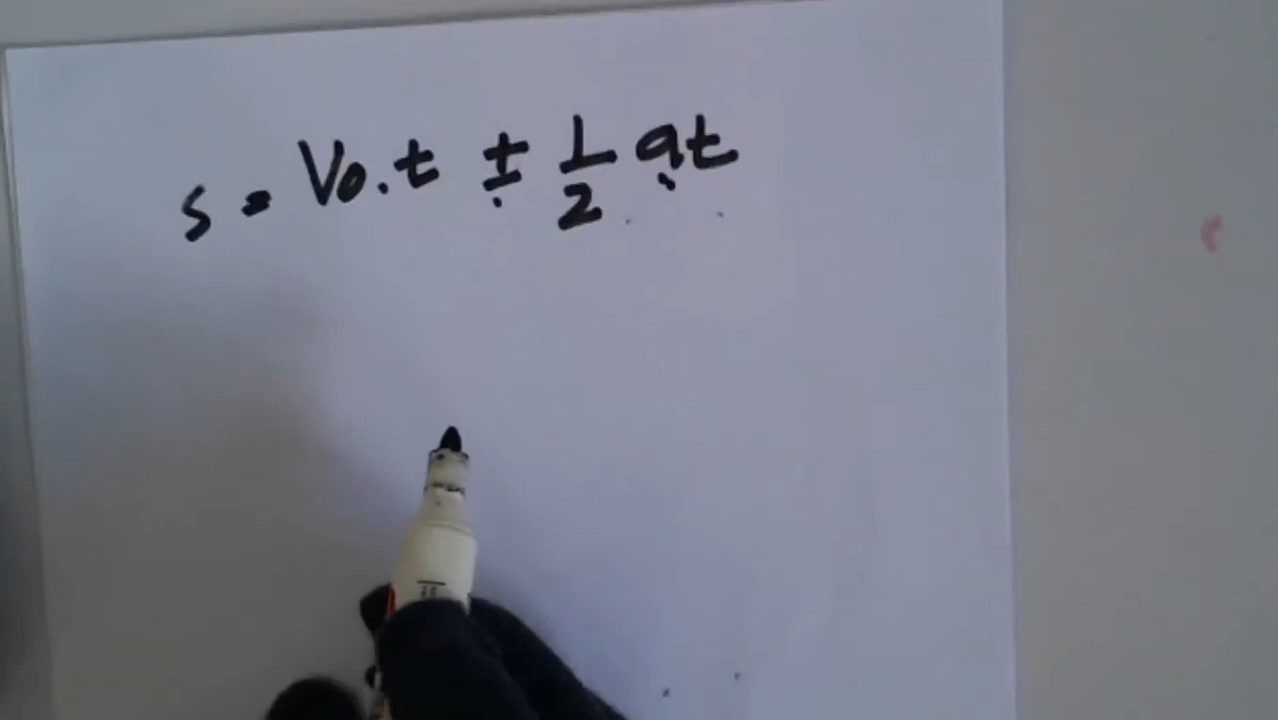 s = Vo.t ± 1/2 at